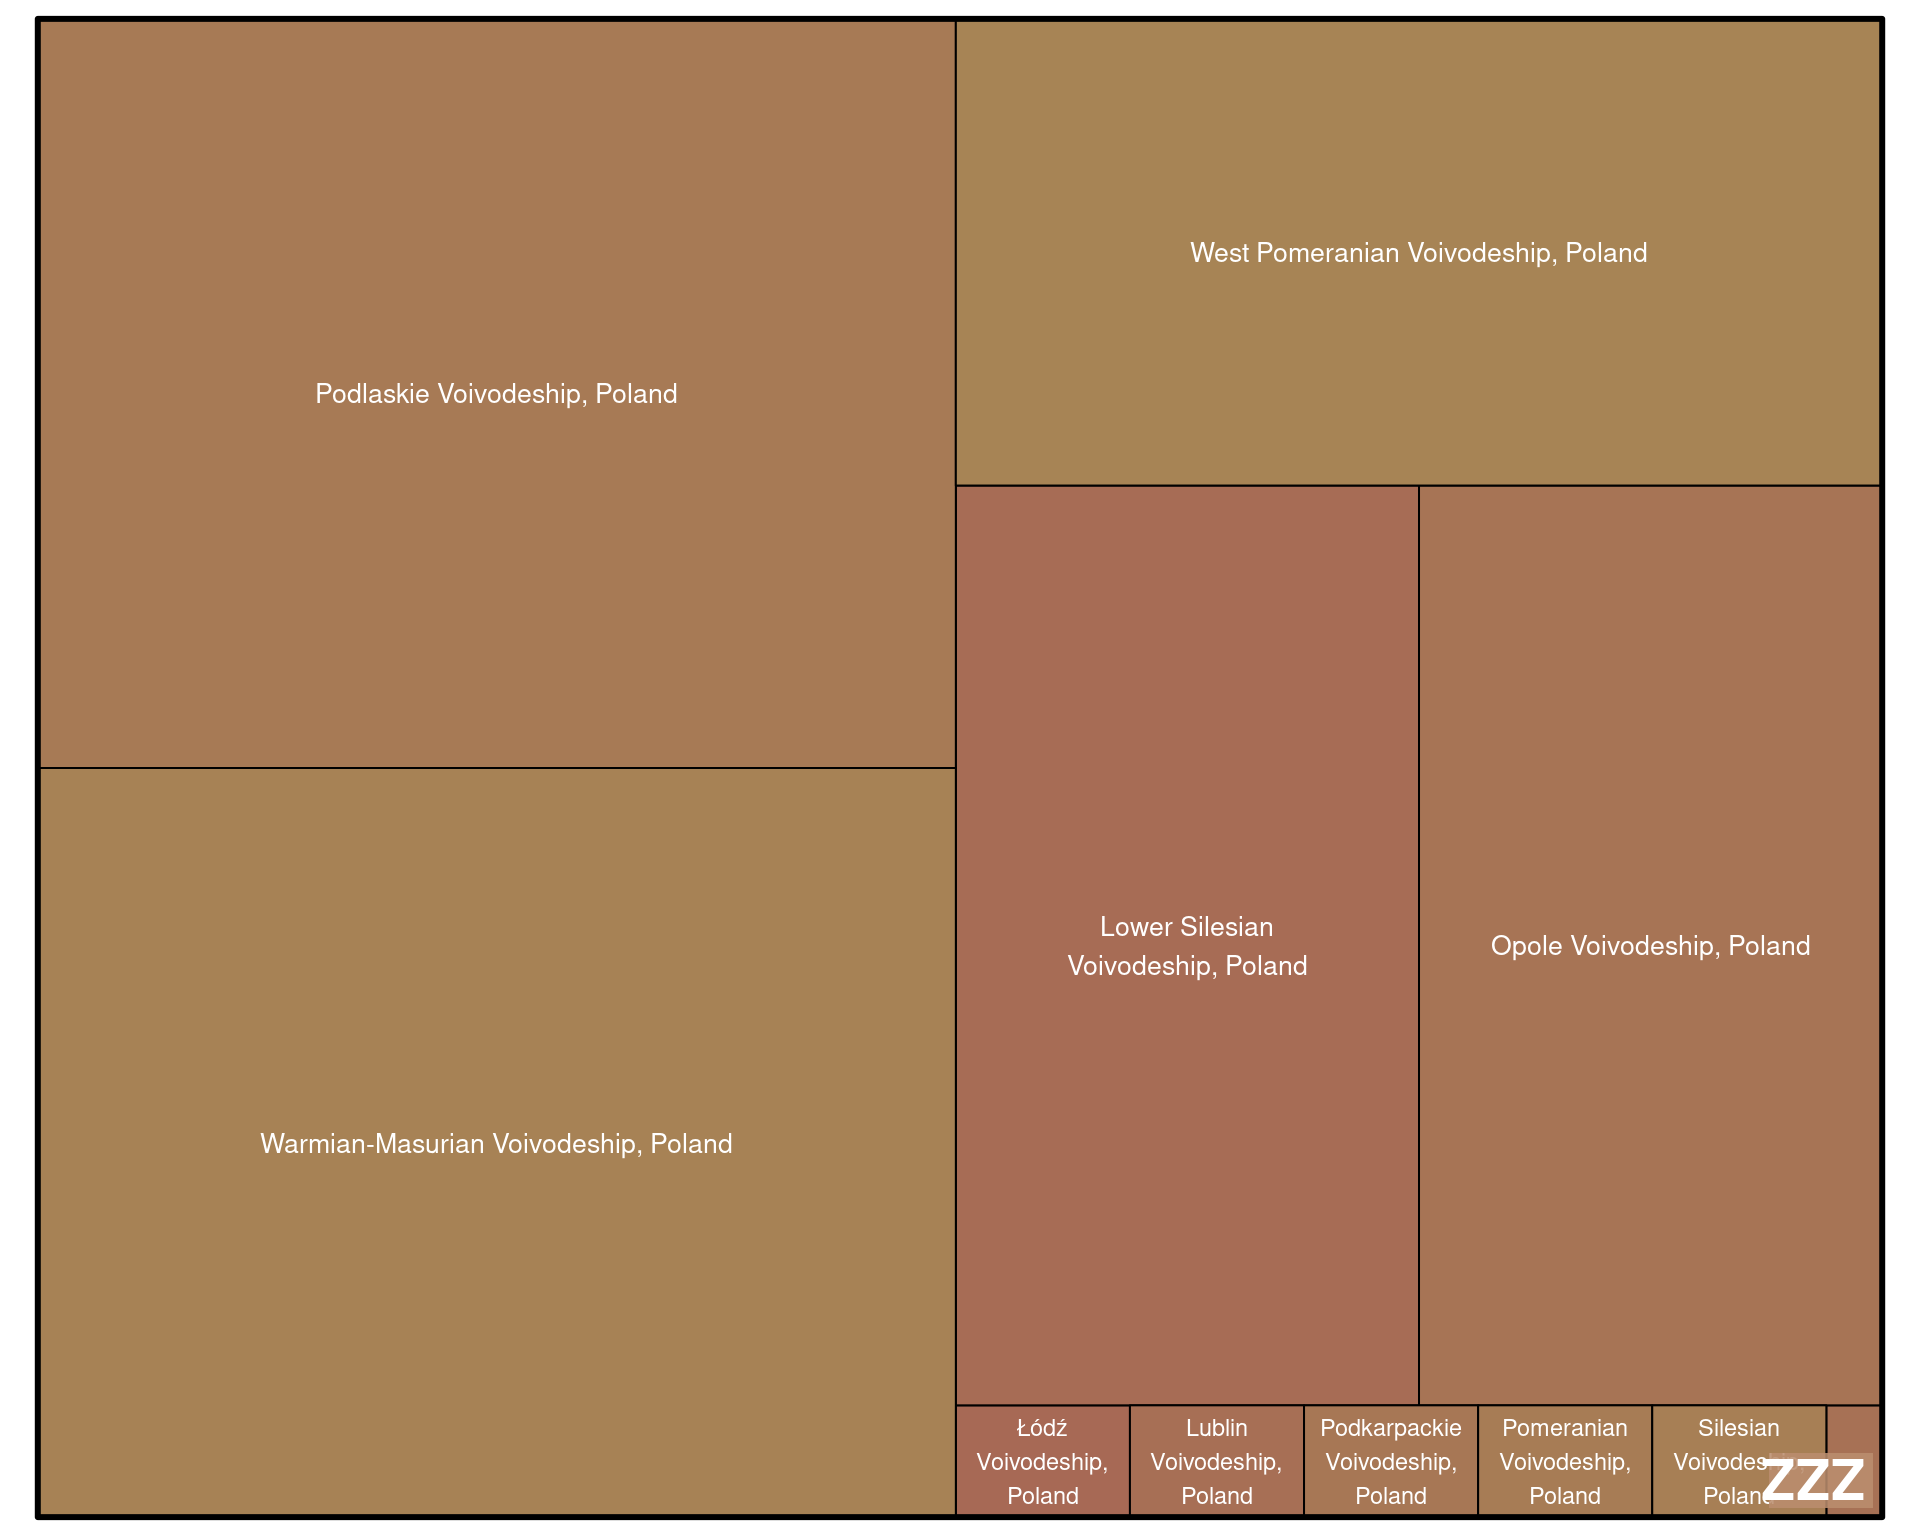 West Pomeranian Voivodeship, Poland
Podlaskie Voivodeship, Poland
Lower Silesian
Voivodeship, Poland
Opole Voivodeship, Poland
Warmian-Masurian Voivodeship, Poland
Łódź
Voivodeship,
Poland
Lublin
Voivodeship,
Poland
Podkarpackie
Voivodeship,
Poland
Pomeranian
Voivodeship,
Poland
Silesian
Voivodeship,
Poland
ZZZ